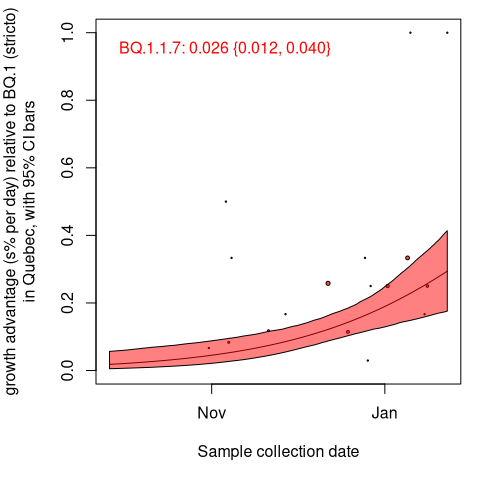 growth advantage (s% per day) relative to BQ.1 (stricto)
in Quebec, with 95% CI bars
BQ.1.1.7: 0.026 {0.012, 0.040}
1.0
0.8
0.6
0.4
0.2
0.0
Nov Jan
Sample collection date